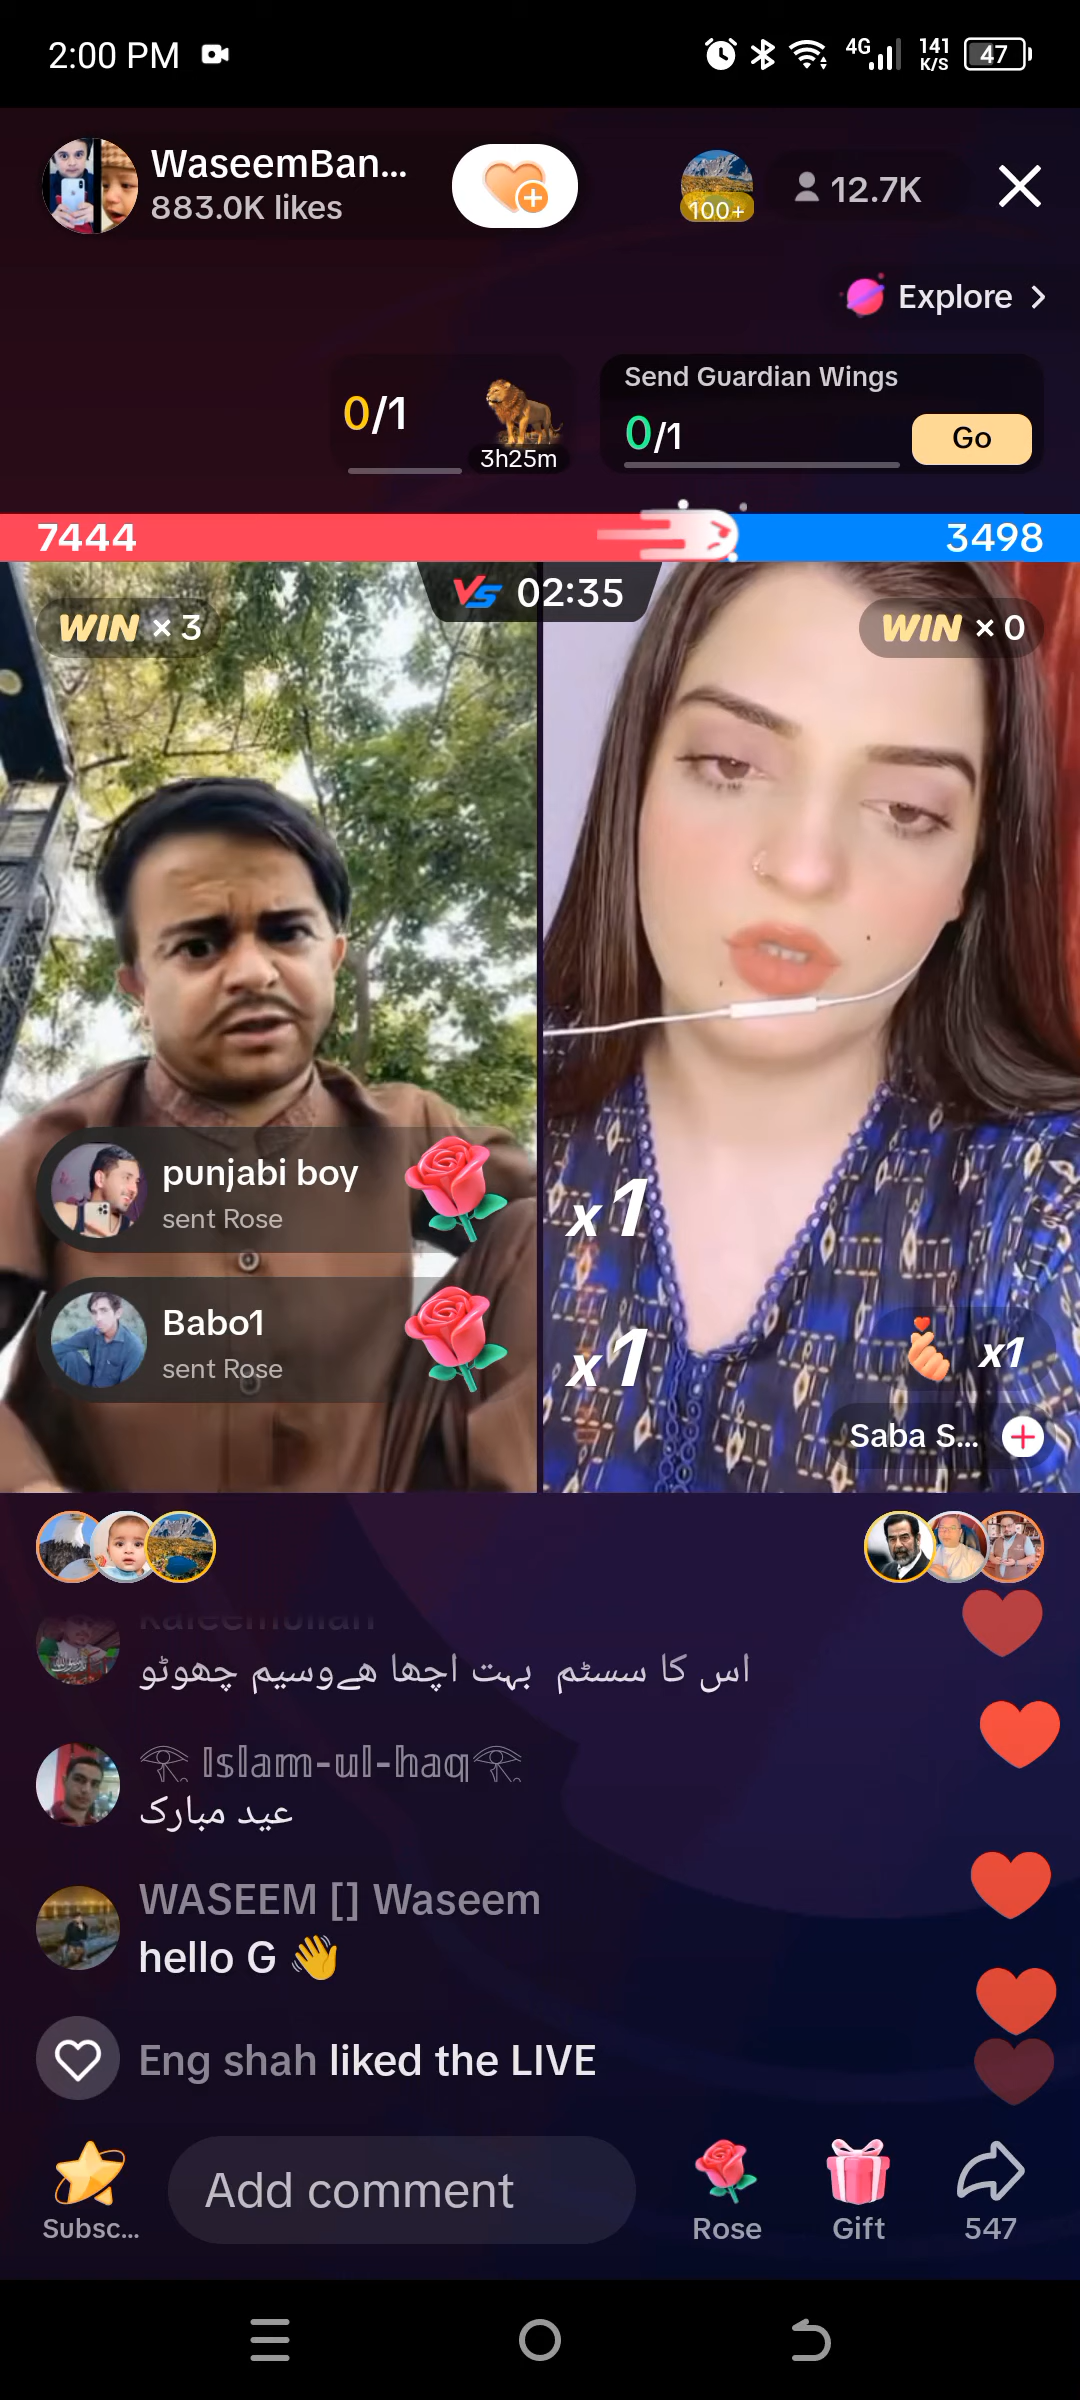 2:00 PM
4G
141
K/S
47
WaseemBan...
883.0K likes
100+
12.7K
Explore
0/1
3h25m
Send Guardian Wings
0/1
Go
7444
3498
VS 02:35
WIN × 3
WIN × 0
punjabi boy
sent Rose
x1
Babo1
sent Rose
x1
x1
Saba S...
Kaleemullah
اس کا سسٹم بہت اچھا ھےوسیم چھوٹو
𓂀 𝕀𝕤𝕝𝕒𝕞-𝕦𝕝-𝕙𝕒𝕢𓂀
عید مبارک
WASEEM [] Waseem
hello G 👋
Eng shah liked the LIVE
Subsc...
Add comment
Rose
Gift
547